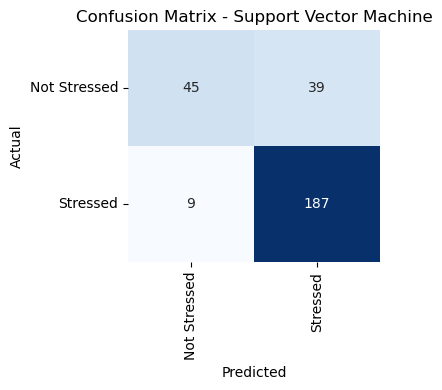 Confusion Matrix - Support Vector Machine
Actual
Not Stressed
45
39
Stressed
9
187
Not Stressed
Stressed
Predicted